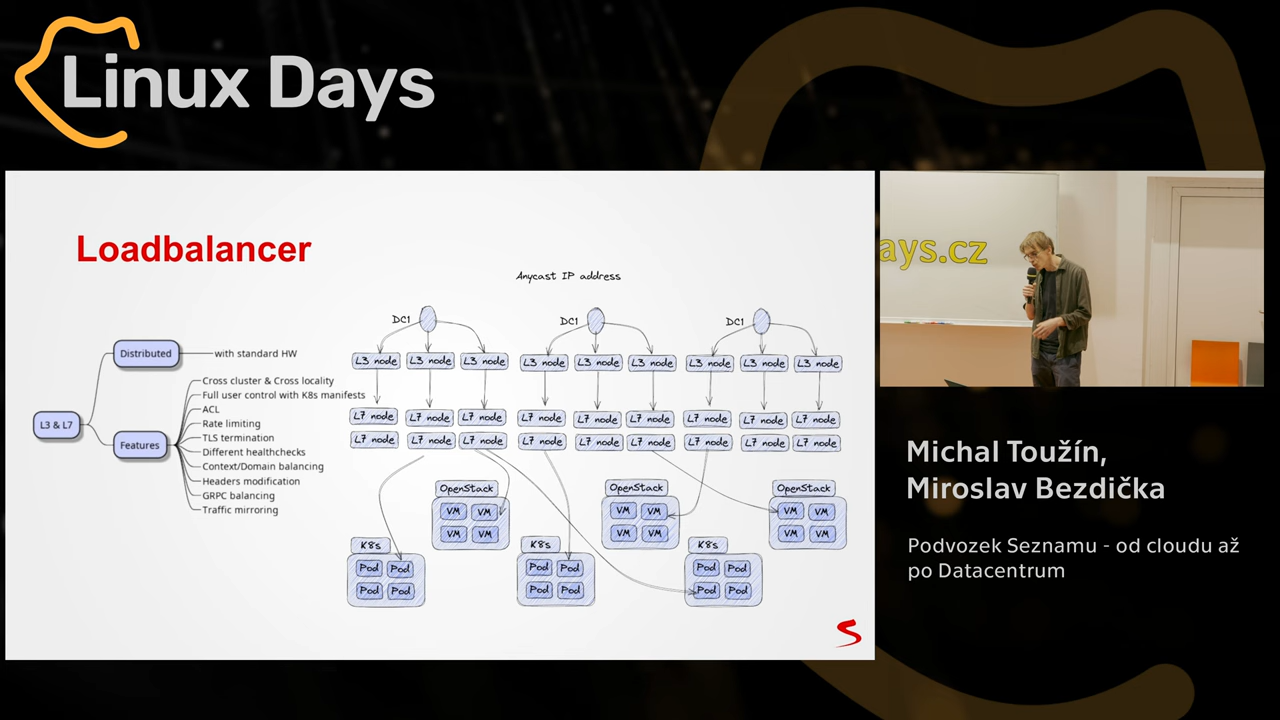 Linux Days
Loadbalancer
Anycast IP address
DC1
DC1
DC1
L3 node L3 node L3 node
L3 node L3 node L3 node
L3 node L3 node L3 node
L7 node L7 node L7 node
L7 node L7 node L7 node
L7 node L7 node L7 node
L7 node L7 node L7 node
L7 node L7 node L7 node
L7 node L7 node L7 node
L3 & L7
Distributed
with standard HW
Features
Cross cluster & Cross locality
Full user control with K8s manifests
ACL
Rate limiting
TLS termination
Different healthchecks
Context/Domain balancing
Headers modification
GRPC balancing
Traffic mirroring
OpenStack
VM VM
VM VM
OpenStack
VM VM
VM VM
OpenStack
VM VM
VM VM
K8s
Pod Pod
Pod Pod
K8s
Pod Pod
Pod Pod
K8s
Pod Pod
Pod Pod
S
ays.cz
Michal Toužín,
Miroslav Bezdička
Podvozek Seznamu - od cloudu až
po Datacentrum